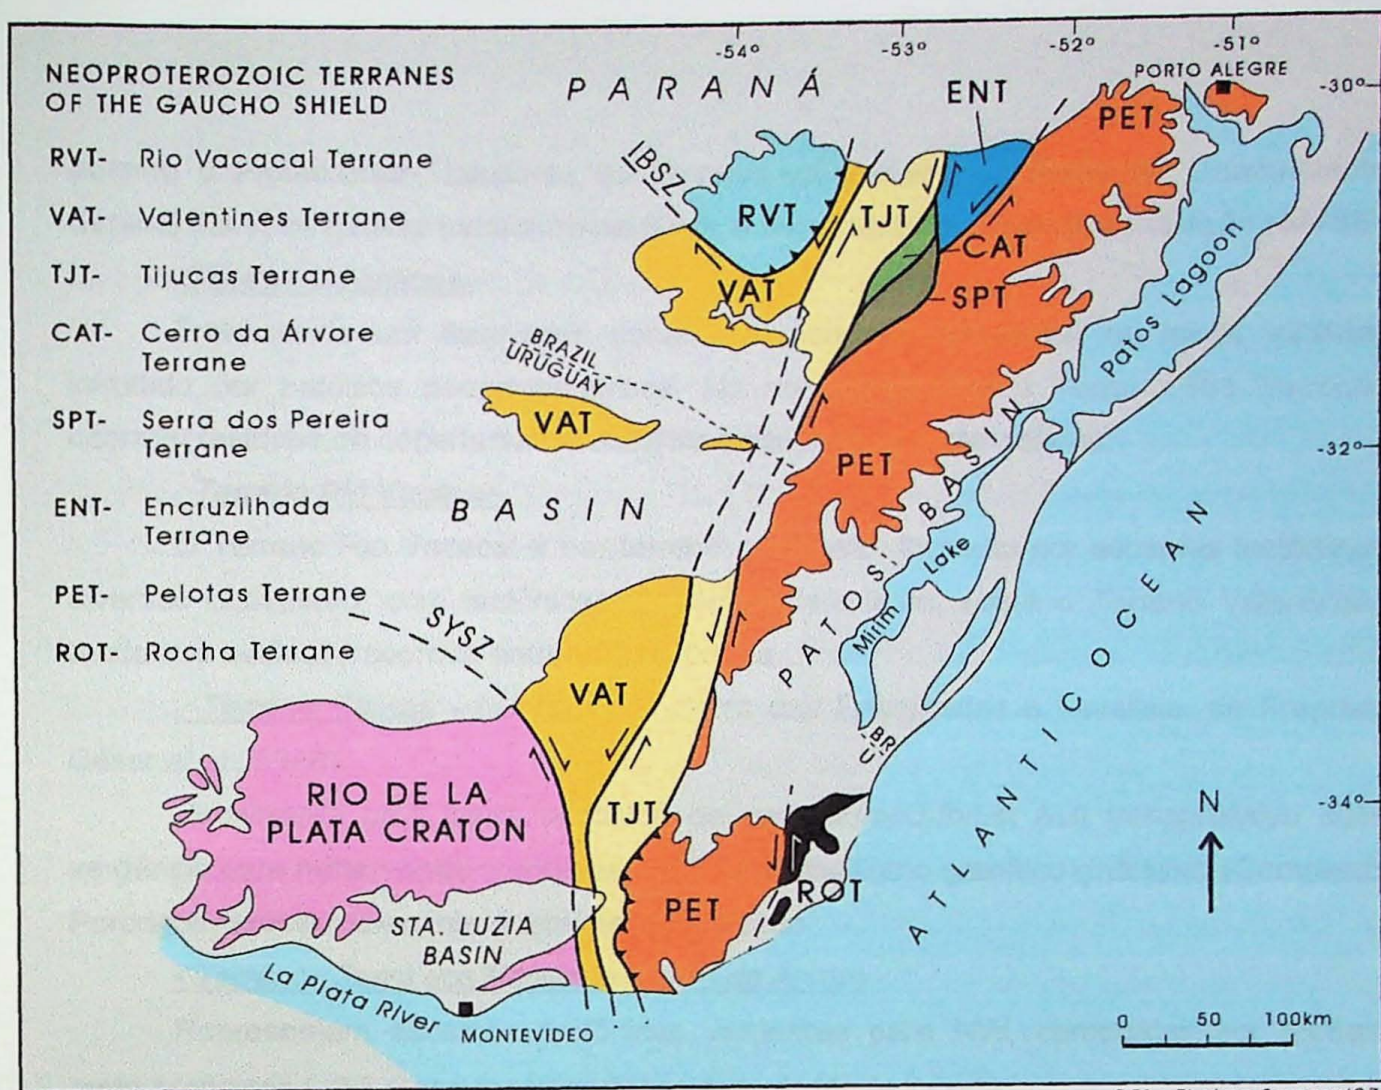 NEOPROTEROZOIC TERRANES
OF THE GAUCHO SHIELD
RVT- Rio Vacacai Terrane
VAT- Valentines Terrane
TJT- Tijucas Terrane
CAT- Cerro da Árvore
Terrane
SPT- Serra dos Pereira
Terrane
ENT- Encruzilhada
Terrane
PET- Pelotas Terrane
ROT- Rocha Terrane
-54°
-53°
-52°
-51°
PORTO ALEGRE
-30°
-32°
-34°
PARANÁ
BASIN
ENT
PET
IBSZ
RVT
TJT
CAT
VAT
SPT
BRAZIL
URUGUAY
VAT
PET
Patos Lagoon
PATOS BASIN
Mirim Lake
ATLANTIC OCEAN
SYSZ
VAT
BR
U
RIO DE LA
PLATA CRATON
TJT
PET
ROT
STA. LUZIA
BASIN
La Plata River
MONTEVIDEO
N
0 50 100km